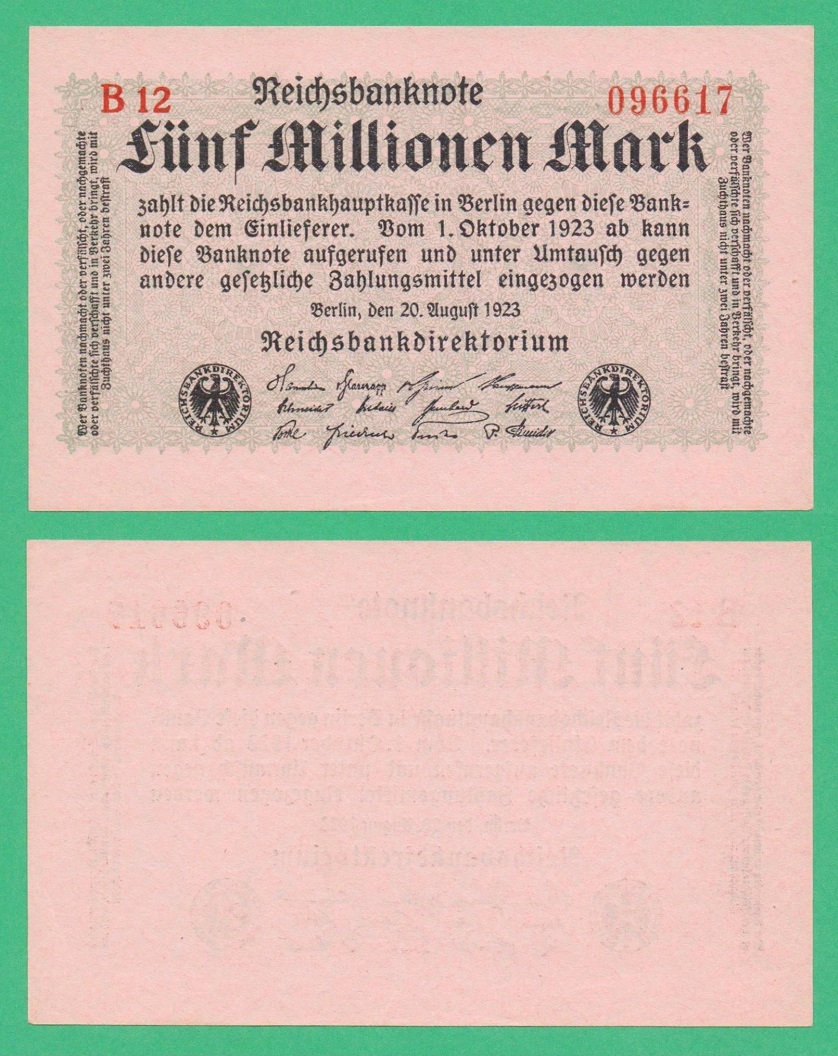 B 12
Reichsbanknote
096617
Fünf Millionen Mark
zahlt die Reichsbankhauptkasse in Berlin gegen diese Bank=
note dem Einlieferer. Vom 1. Oktober 1923 ab kann
diese Banknote aufgerufen und unter Umtausch gegen
andere gesetzliche Zahlungsmittel eingezogen werden
Berlin, den 20. August 1923
Reichsbankdirektorium
REICHSBANKDIREKTORIUM
REICHSBANKDIREKTORIUM
Wer Banknoten nachmacht oder verfälscht, oder nachgemachte
oder verfälschte sich verschafft und in Verkehr bringt, wird mit
Zuchthaus nicht unter zwei Jahren bestraft
Wer Banknoten nachmacht oder verfälscht, oder nachgemachte
oder verfälschte sich verschafft und in Verkehr bringt, wird mit
Zuchthaus nicht unter zwei Jahren bestraft